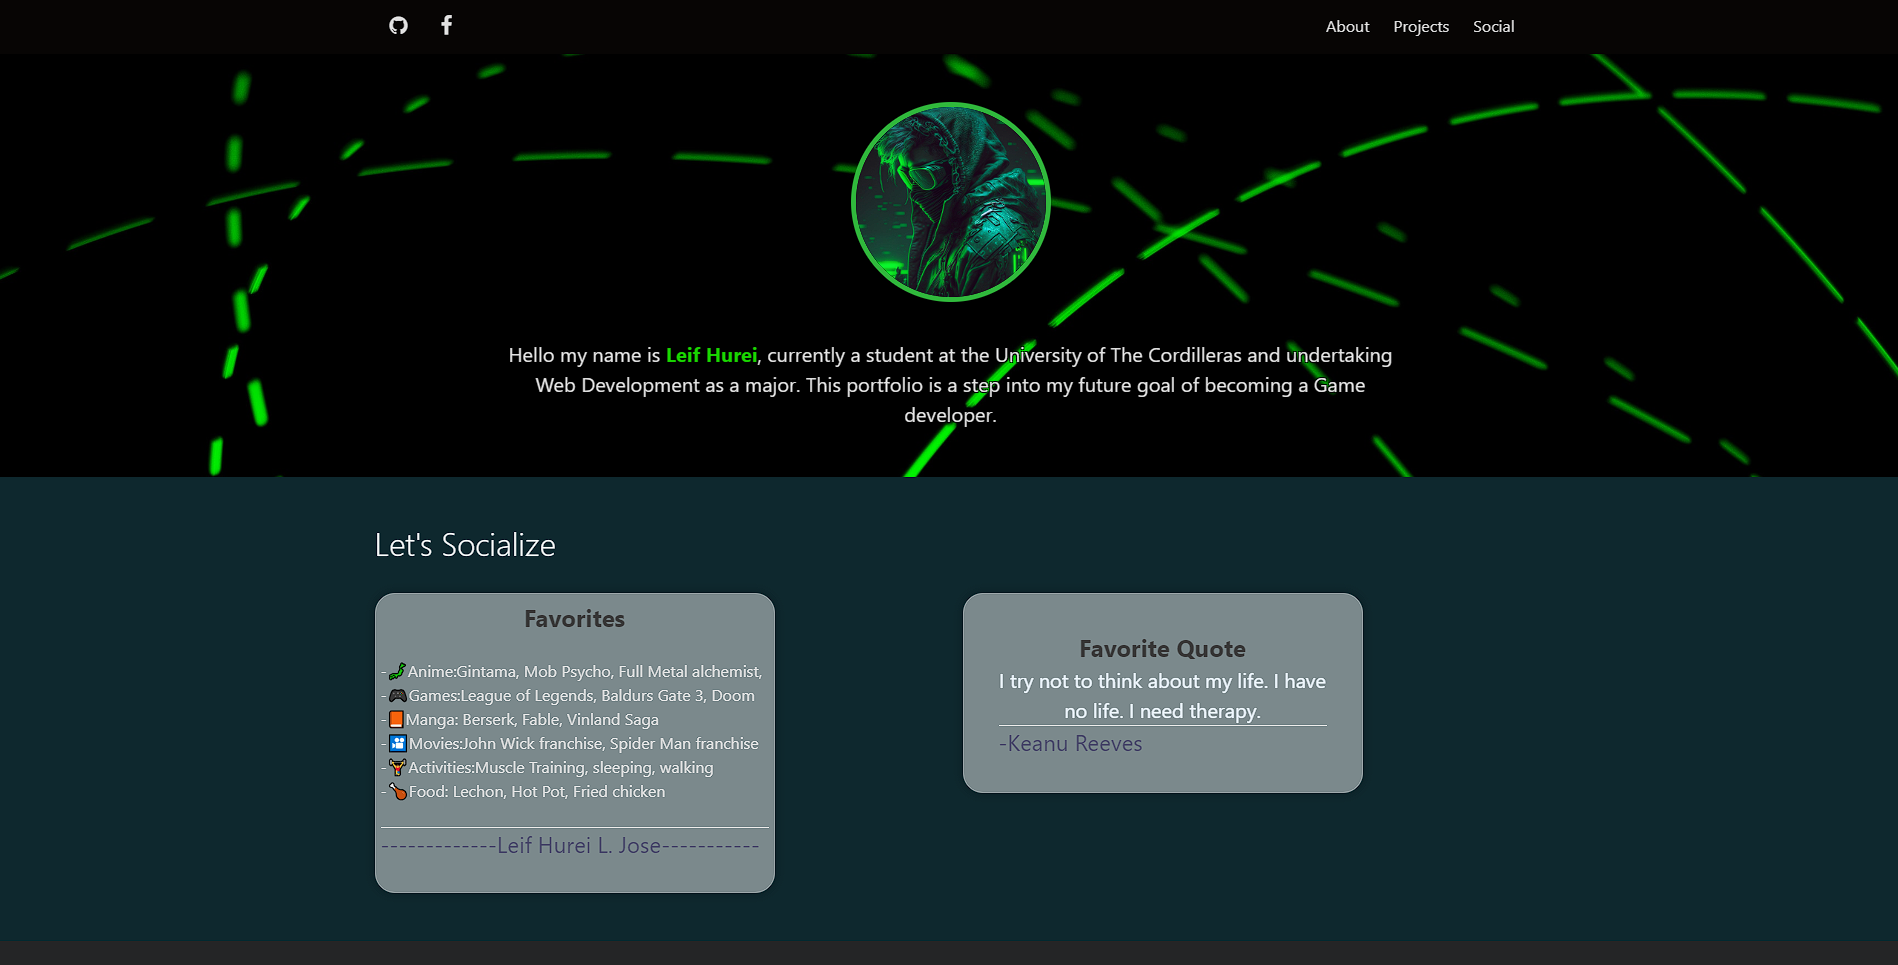 About Projects Social
Hello my name is Leif Hurei, currently a student at the University of The Cordilleras and undertaking
Web Development as a major. This portfolio is a step into my future goal of becoming a Game
developer.
Let's Socialize
Favorites
-🐛Anime:Gintama, Mob Psycho, Full Metal alchemist,
-🎮Games:League of Legends, Baldurs Gate 3, Doom
-📙Manga: Berserk, Fable, Vinland Saga
-🎦Movies:John Wick franchise, Spider Man franchise
-🏋Activities:Muscle Training, sleeping, walking
-🍗Food: Lechon, Hot Pot, Fried chicken
-------------Leif Hurei L. Jose-----------
Favorite Quote
I try not to think about my life. I have
no life. I need therapy.
-Keanu Reeves